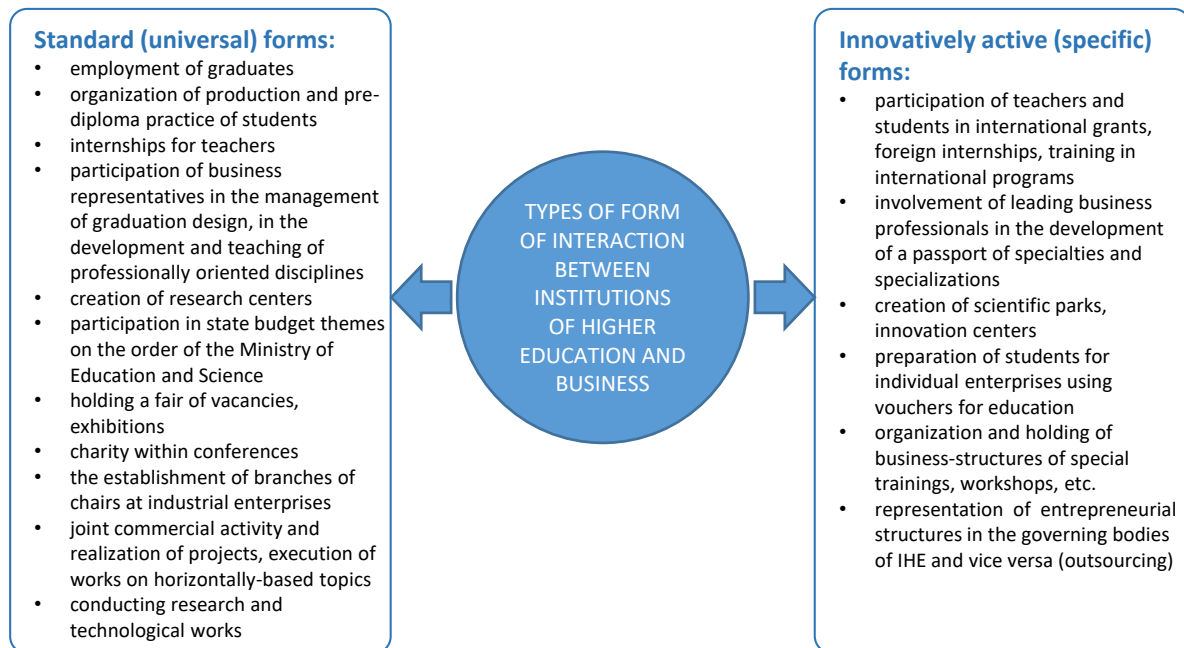 Standard (universal) forms:
• employment of graduates
• organization of production and pre-
diploma practice of students
• internships for teachers
• participation of business
representatives in the management
of graduation design, in the
development and teaching of
professionally oriented disciplines
• creation of research centers
• participation in state budget themes
on the order of the Ministry of
Education and Science
• holding a fair of vacancies,
exhibitions
• charity within conferences
• the establishment of branches of
chairs at industrial enterprises
• joint commercial activity and
realization of projects, execution of
works on horizontally-based topics
• conducting research and
technological works
TYPES OF FORM
OF INTERACTION
BETWEEN
INSTITUTIONS
OF HIGHER
EDUCATION AND
BUSINESS
Innovatively active (specific)
forms:
• participation of teachers and
students in international grants,
foreign internships, training in
international programs
• involvement of leading business
professionals in the development
of a passport of specialties and
specializations
• creation of scientific parks,
innovation centers
• preparation of students for
individual enterprises using
vouchers for education
• organization and holding of
business-structures of special
trainings, workshops, etc.
• representation of entrepreneurial
structures in the governing bodies
of IHE and vice versa (outsourcing)